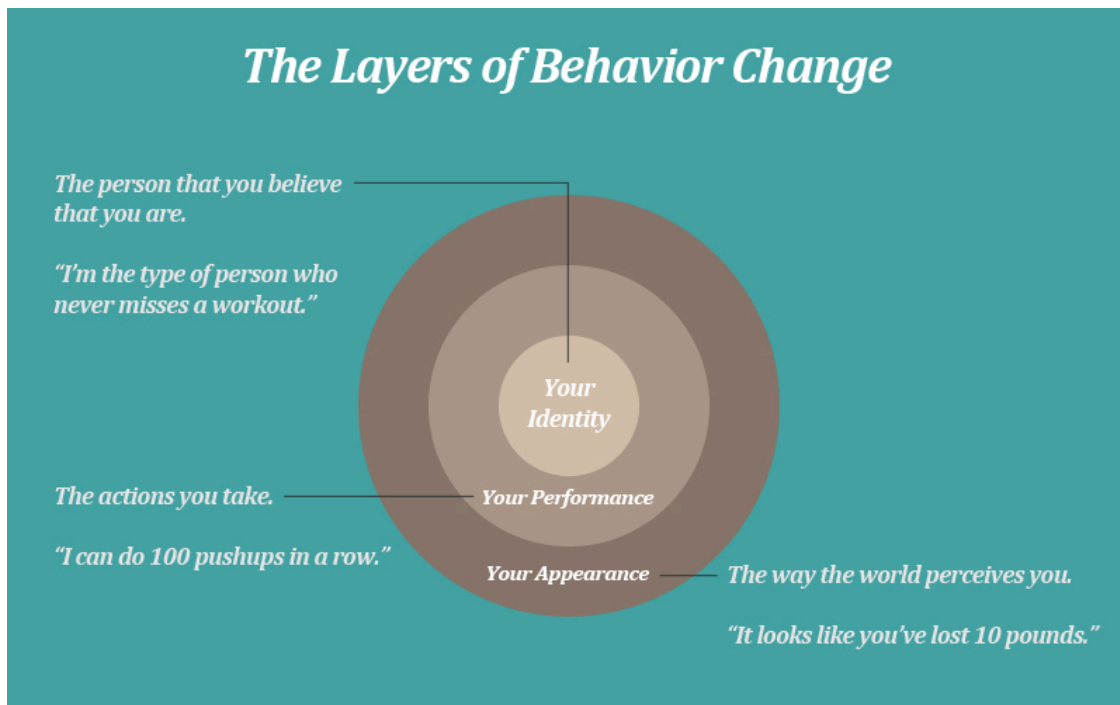 The Layers of Behavior Change
The person that you believe
that you are.
“I’m the type of person who
never misses a workout.”
Your
Identity
The actions you take.
Your Performance
“I can do 100 pushups in a row.”
Your Appearance
The way the world perceives you.
“It looks like you’ve lost 10 pounds.”